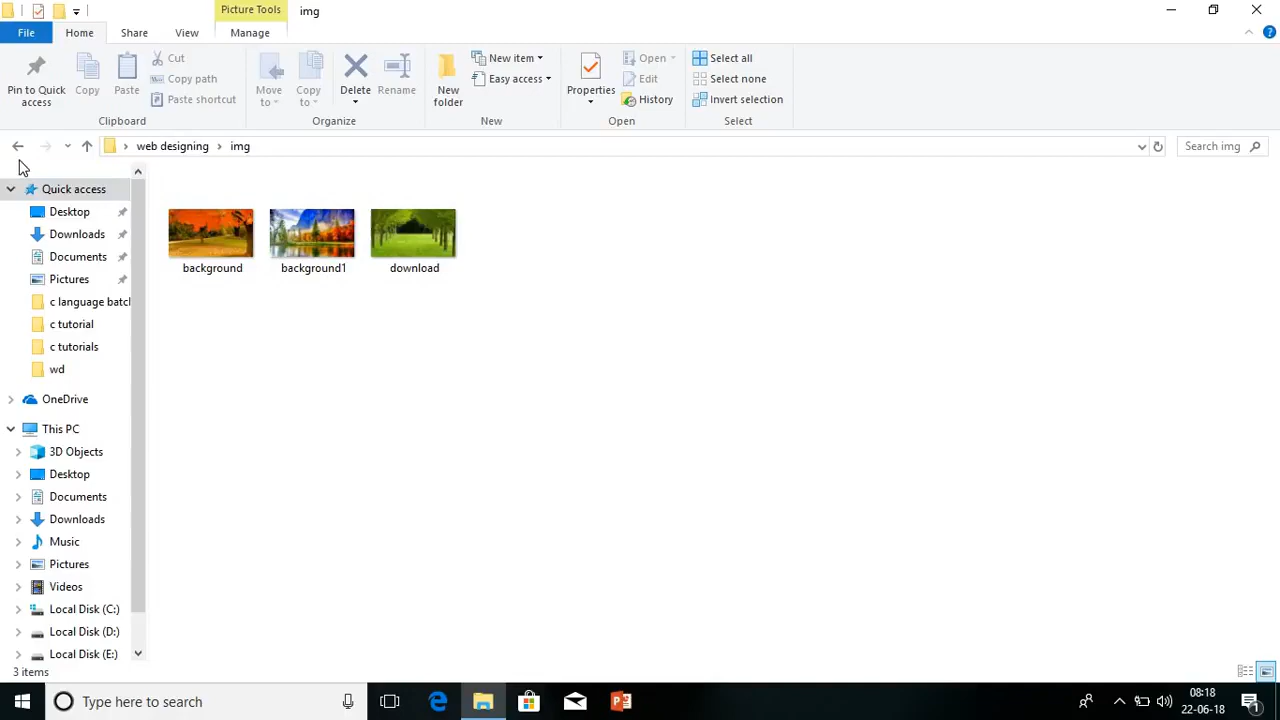 Picture Tools
img
File
Home
Share
View
Manage
Pin to Quick
access
Copy
Paste
Cut
Copy path
Paste shortcut
Move
to
Copy
to
Delete
Rename
New
folder
New item
Easy access
Properties
Open
Edit
History
Select all
Select none
Invert selection
Clipboard
Organize
New
Open
Select
web designing
img
Search img
Quick access
Desktop
Downloads
Documents
Pictures
c language batch
c tutorial
c tutorials
wd
OneDrive
This PC
3D Objects
Desktop
Documents
Downloads
Music
Pictures
Videos
Local Disk (C:)
Local Disk (D:)
Local Disk (E:)
background
background1
download
3 items
Type here to search
08:18
22-06-18
1